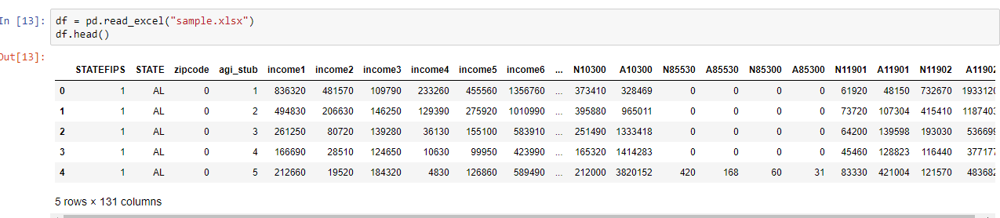 In [13]: df = pd.read_excel("sample.xlsx")
df.head()
Out[13]:
STATEFIPS STATE zipcode agi_stub income1 income2 income3 income4 income5 income6 ... N10300 A10300 N85530 A85530 N85300 A85300 N11901 A11901 N11902 A11902
0 1 AL 0 1 836320 481570 109790 233260 455560 1356760 ... 373410 328469 0 0 0 0 61920 48150 732670 1933120
1 1 AL 0 2 494830 206630 146250 129390 275920 1010990 ... 395880 965011 0 0 0 0 73720 107304 415410 1187403
2 1 AL 0 3 261250 80720 139280 36130 155100 583910 ... 251490 1333418 0 0 0 0 64200 139598 193030 536699
3 1 AL 0 4 166690 28510 124650 10630 99950 423990 ... 165320 1414283 0 0 0 0 45460 128823 116440 377177
4 1 AL 0 5 212660 19520 184320 4830 126860 589490 ... 212000 3820152 420 168 60 31 83330 421004 121570 483682
5 rows × 131 columns